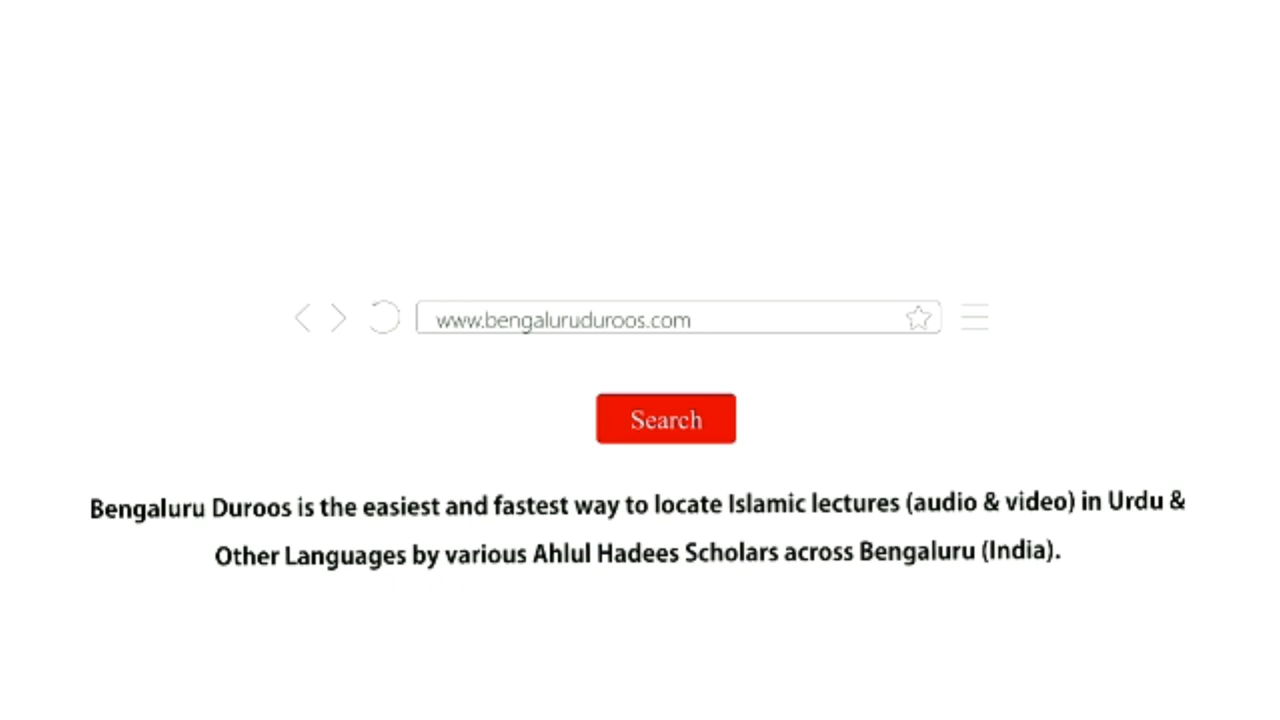 www.bengaluruduroos.com
Search
Bengaluru Duroos is the easiest and fastest way to locate Islamic lectures (audio & video) in Urdu &
Other Languages by various Ahlul Hadees Scholars across Bengaluru (India).